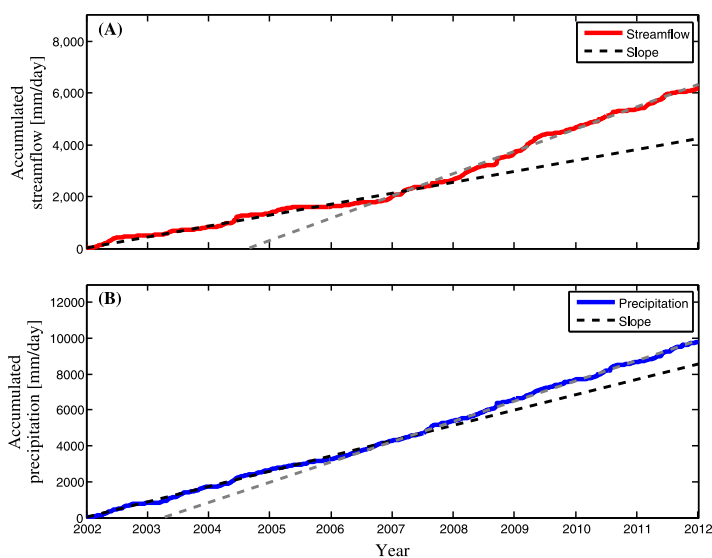 (A)
Streamflow
Slope
8,000
6,000
4,000
2,000
0
Accumulated
streamflow [mm/day]
(B)
Precipitation
Slope
12000
10000
8000
6000
4000
2000
0
Accumulated
precipitation [mm/day]
2002 2003 2004 2005 2006 2007 2008 2009 2010 2011 2012
Year